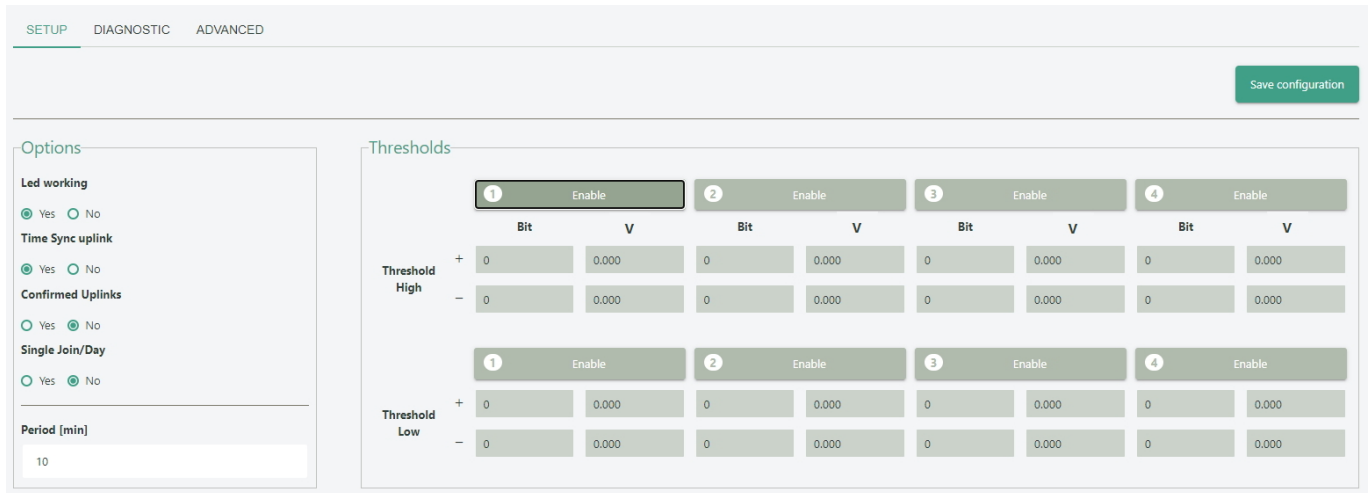 SETUP DIAGNOSTIC ADVANCED
Save configuration
Options
Led working
Yes No
Time Sync uplink
Yes No
Confirmed Uplinks
Yes No
Single Join/Day
Yes No
Period [min]
10
Thresholds
1 Enable 2 Enable 3 Enable 4 Enable
Bit V Bit V Bit V Bit V
Threshold High
+ 0 0.000 0 0.000 0 0.000 0 0.000
− 0 0.000 0 0.000 0 0.000 0 0.000
1 Enable 2 Enable 3 Enable 4 Enable
Threshold Low
+ 0 0.000 0 0.000 0 0.000 0 0.000
− 0 0.000 0 0.000 0 0.000 0 0.000